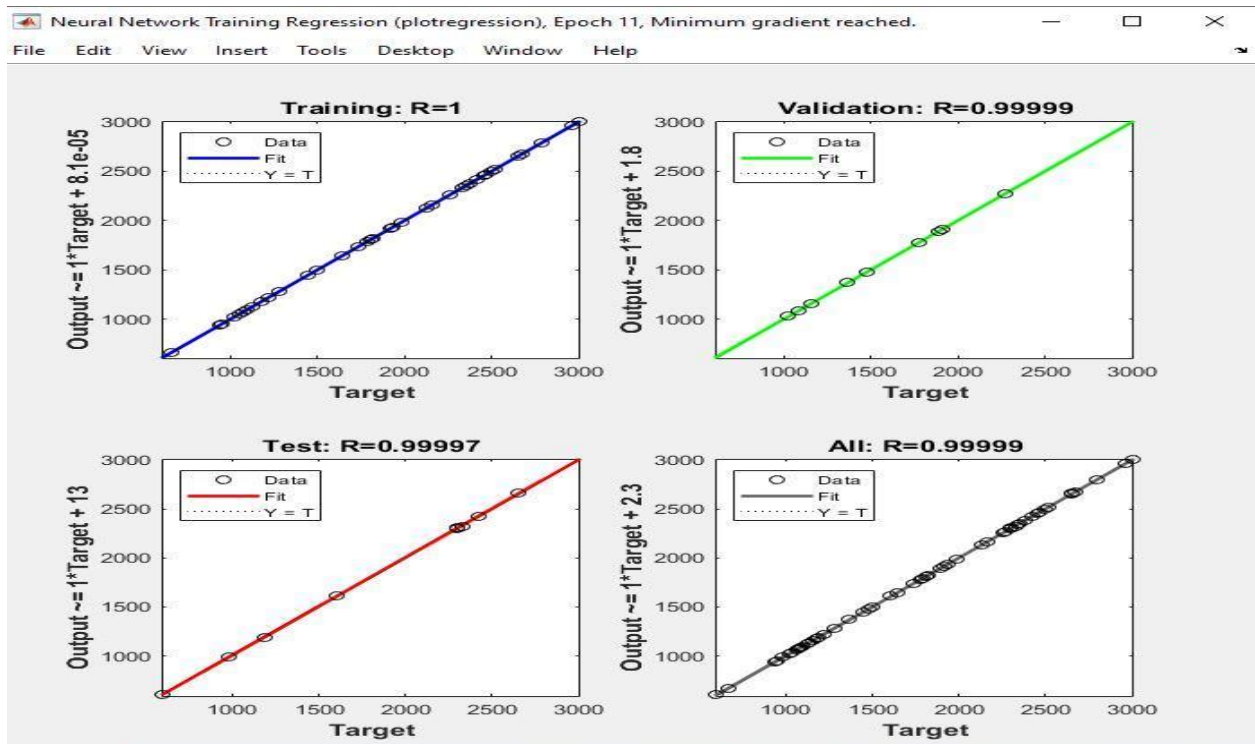 Neural Network Training Regression (plotregression), Epoch 11, Minimum gradient reached.
File Edit View Insert Tools Desktop Window Help
Training: R=1
Output ~= 1*Target + 8.1e-05
3000
2500
2000
1500
1000
Data
Fit
Y = T
1000 1500 2000 2500 3000
Target
Validation: R=0.99999
Output ~= 1*Target + 1.8
3000
2500
2000
1500
1000
Data
Fit
Y = T
1000 1500 2000 2500 3000
Target
Test: R=0.99997
Output ~= 1*Target + 13
3000
2500
2000
1500
1000
Data
Fit
Y = T
1000 1500 2000 2500 3000
Target
All: R=0.99999
Output ~= 1*Target + 2.3
3000
2500
2000
1500
1000
Data
Fit
Y = T
1000 1500 2000 2500 3000
Target